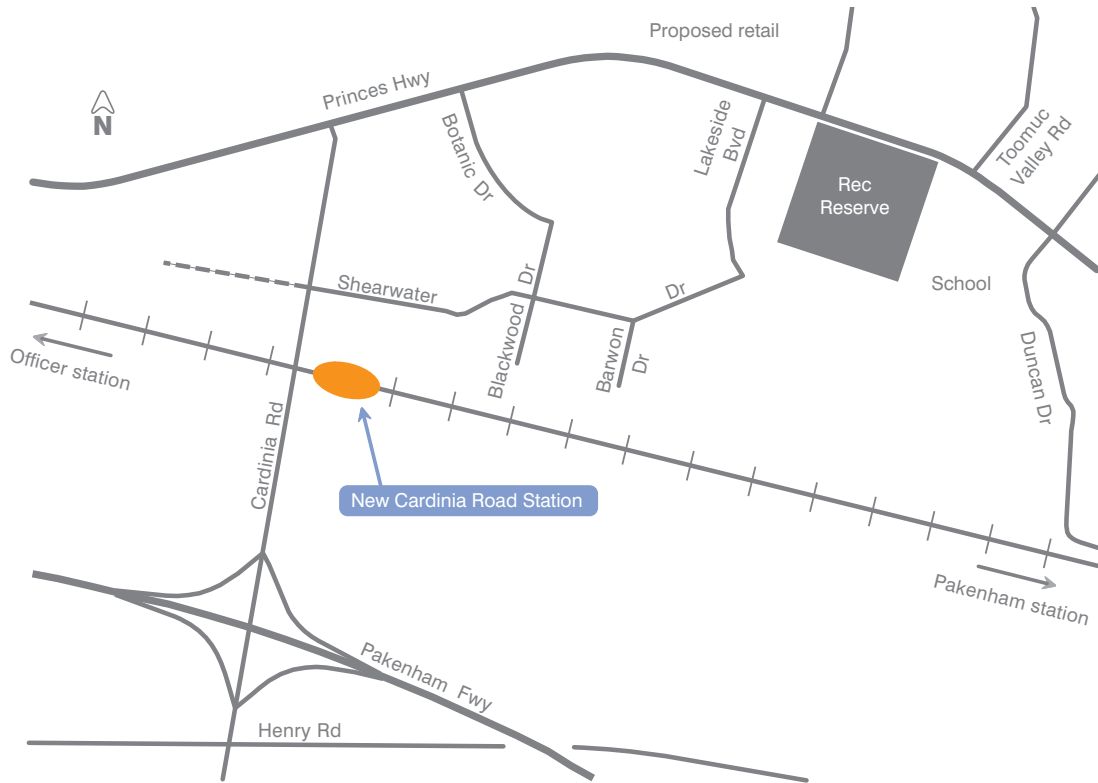 Proposed retail
Princes Hwy
N
Botanic Dr
Lakeside
Bvd
Toomuc
Valley Rd
Rec
Reserve
Shearwater
Dr
Dr
School
Blackwood
Barwon
Dr
Duncan Dr
Officer station
Cardinia Rd
New Cardinia Road Station
Pakenham station
Pakenham Fwy
Henry Rd